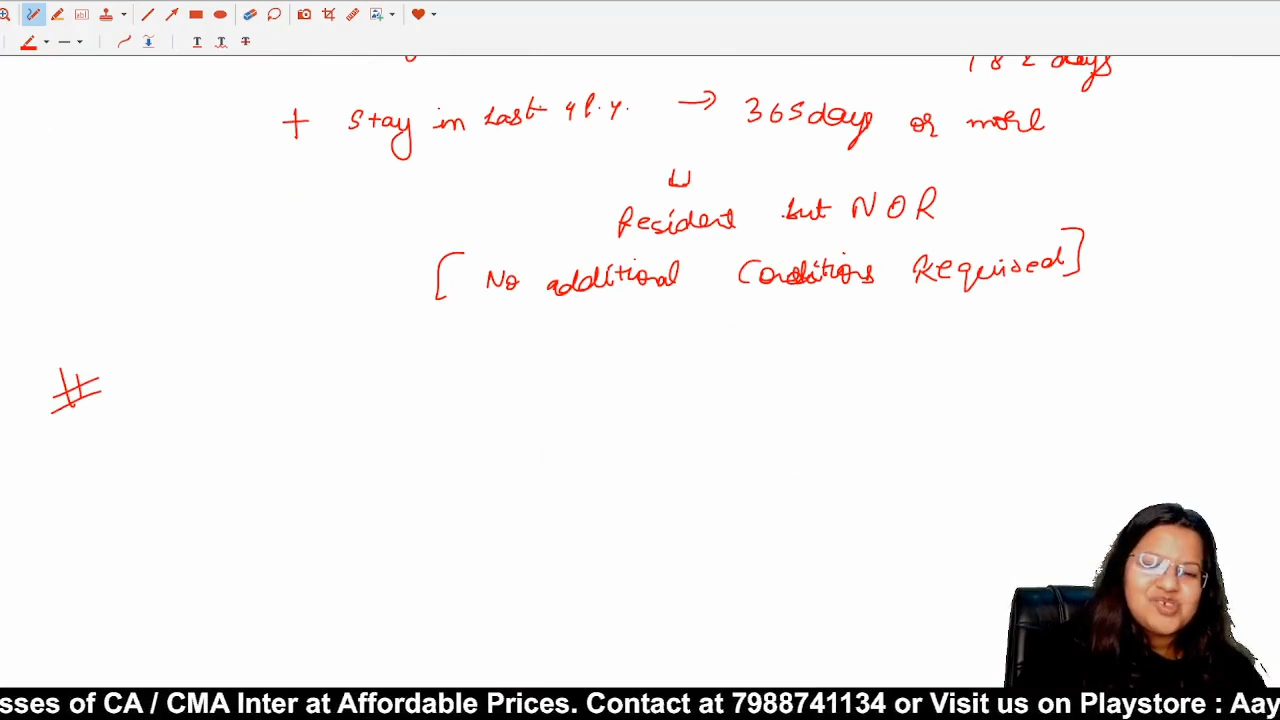 182 days
+ Stay in Last 4 P.Y. → 365 days or more
Resident but NOR
[ No additional Conditions Required ]
#
sses of CA / CMA Inter at Affordable Prices. Contact at 7988741134 or Visit us on Playstore : Aay